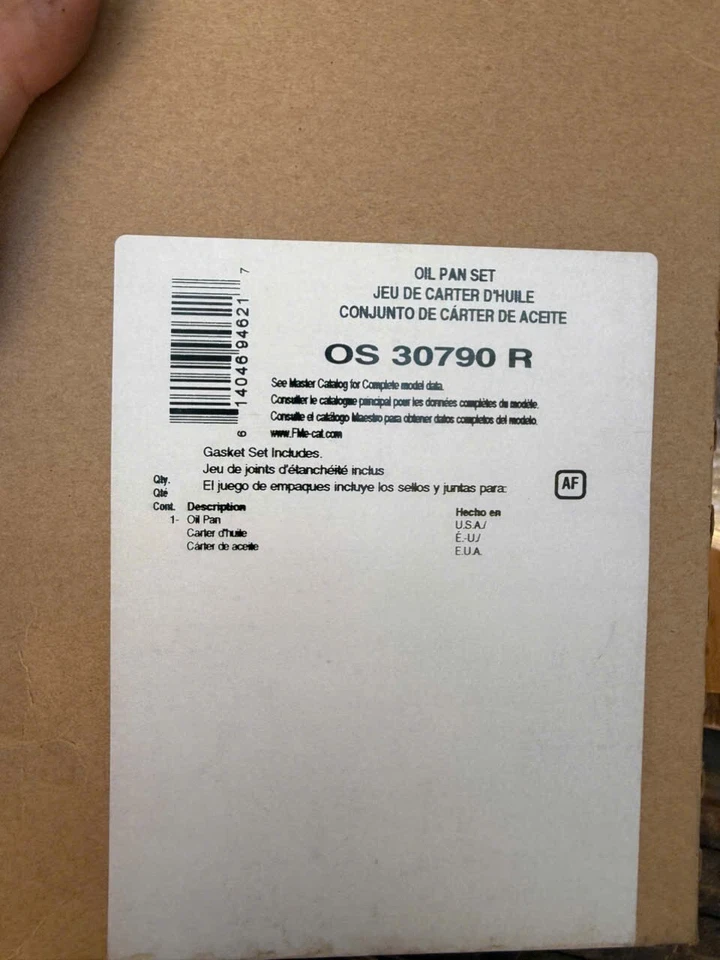 OIL PAN SET
JEU DE CARTER D'HUILE
CONJUNTO DE CÁRTER DE ACEITE
6 14046 94621 7
OS 30790 R
See Master Catalog for Complete model data.
Consulter le catalogue principal pour les données complètes du modèle.
Consulte el catálogo Maestro para obtener datos completos del modelo.
www.FMe-cat.com
Gasket Set Includes.
Jeu de joints d'étanchéité inclus
El juego de empaques incluye los sellos y juntas para:
AF
Qty.
Qté
Cont. Description
Hecho en
1- Oil Pan
U.S.A./
Carter d'huile
É.-U./
Cárter de aceite
E.U.A.